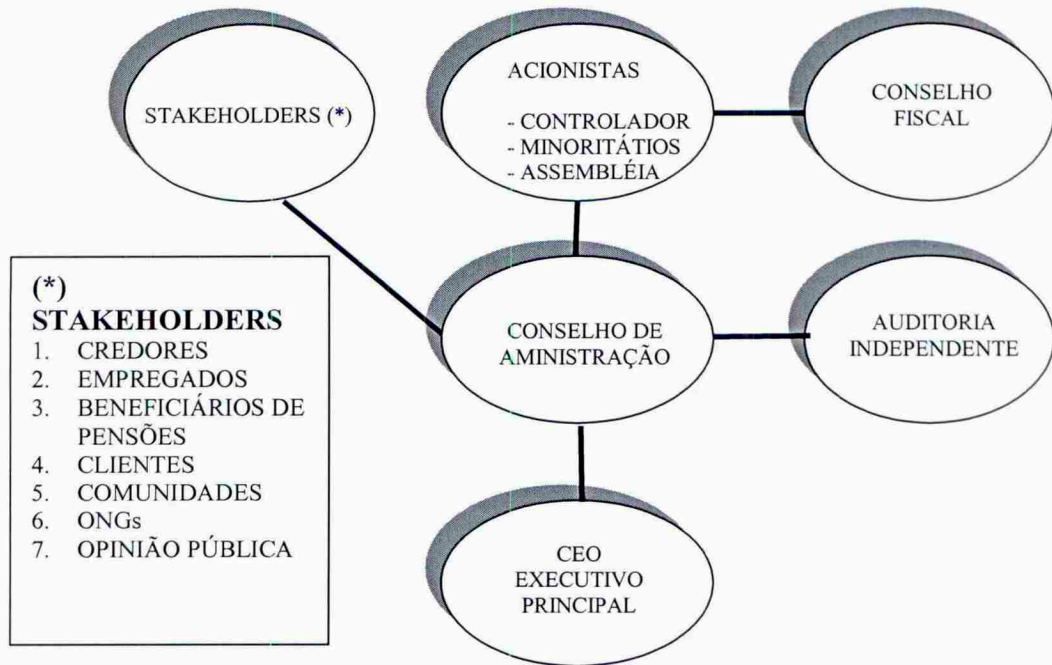 STAKEHOLDERS (*)
ACIONISTAS
- CONTROLADOR
- MINORITÁTIOS
- ASSEMBLÉIA
CONSELHO
FISCAL
(*)
STAKEHOLDERS
1. CREDORES
2. EMPREGADOS
3. BENEFICIÁRIOS DE
PENSÕES
4. CLIENTES
5. COMUNIDADES
6. ONGs
7. OPINIÃO PÚBLICA
CONSELHO DE
AMINISTRAÇÃO
AUDITORIA
INDEPENDENTE
CEO
EXECUTIVO
PRINCIPAL